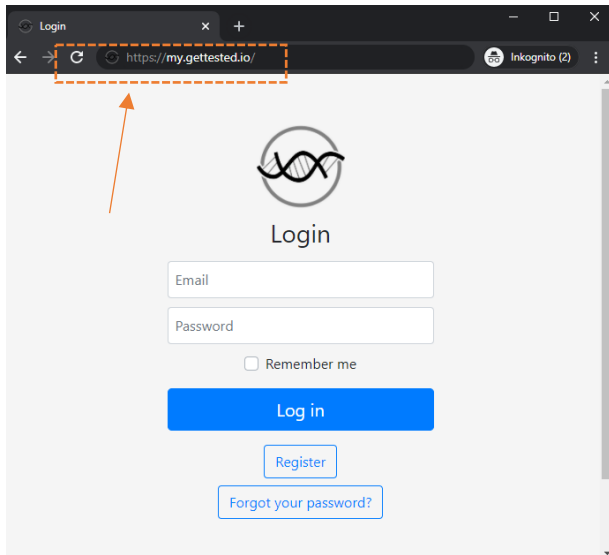 Login
https://my.gettested.io/
Inkognito (2)
Login
Email
Password
Remember me
Log in
Register
Forgot your password?